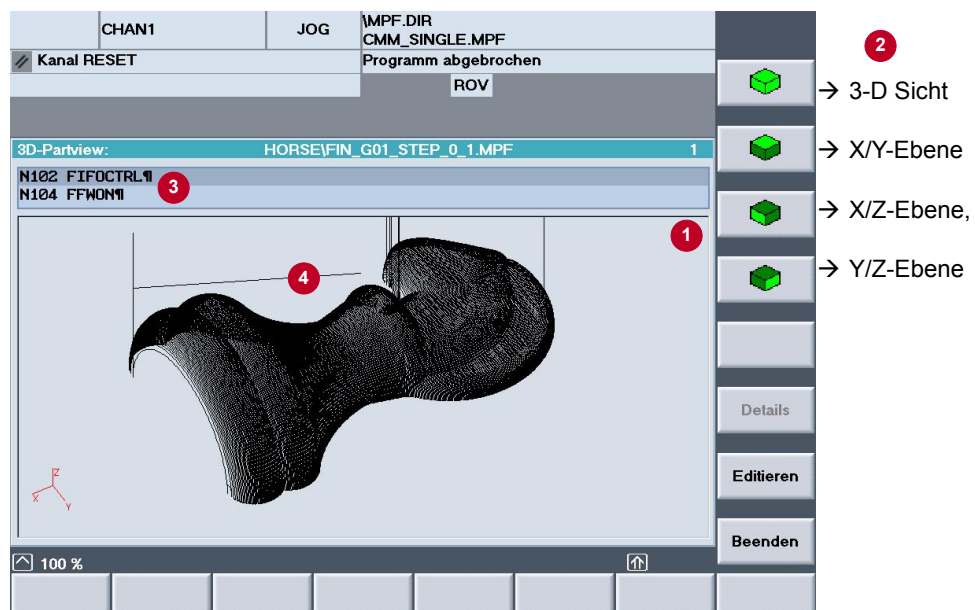 CHAN1 JOG \MPF.DIR
CMM_SINGLE.MPF
Kanal RESET Programm abgebrochen
ROV
2
→ 3-D Sicht
→ X/Y-Ebene
→ X/Z-Ebene,
→ Y/Z-Ebene
3D-Partview: HORSE\FIN_G01_STEP_0_1.MPF 1
N102 FIFOCTRL¶
N104 FFWON¶
3
1
4
Z
X
Y
Details
Editieren
Beenden
100 %